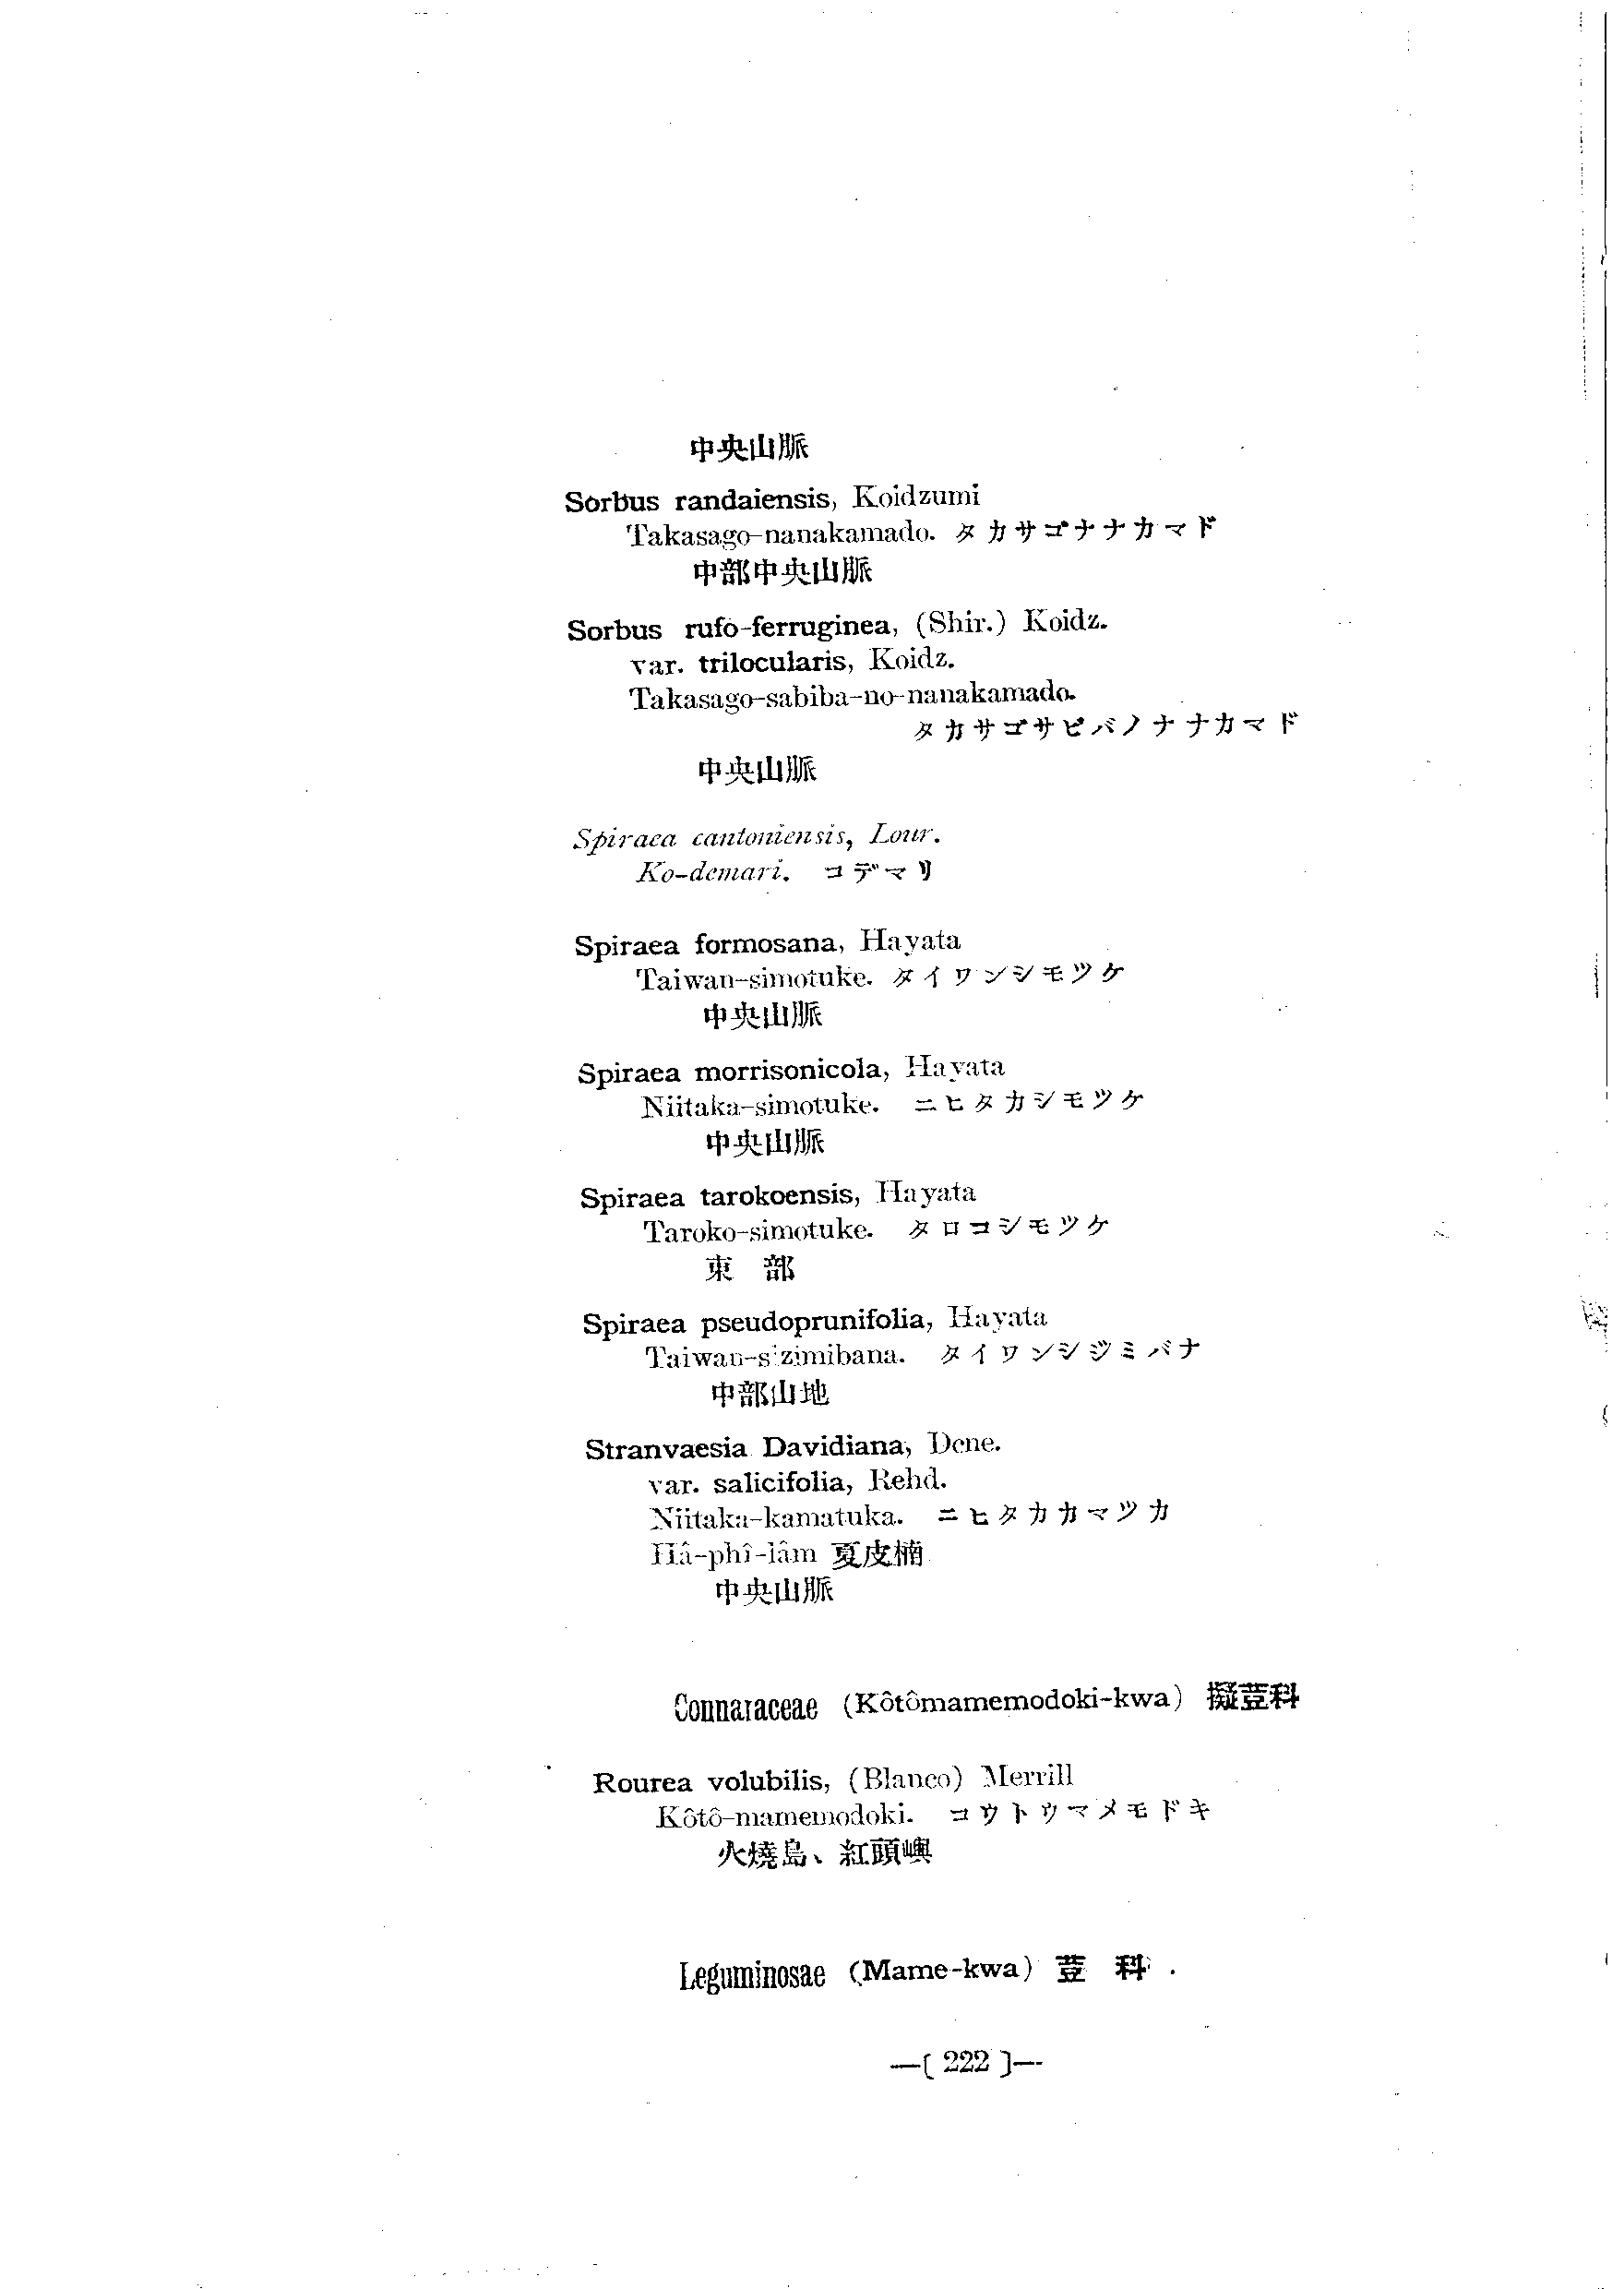 中央山脈
Sorbus randaiensis, Koidzumi
Takasago-nanakamado. タカサゴナナカマド
中部中央山脈
Sorbus rufo-ferruginea, (Shir.) Koidz.
var. trilocularis, Koidz.
Takasago-sabiba-no-nanakamado.
タカサゴサビバノナナカマド
中央山脈
Spiraea cantoniensis, Lour.
Ko-demari. コデマリ
Spiraea formosana, Hayata
Taiwan-simotuke. タイワンシモツケ
中央山脈
Spiraea morrisonicola, Hayata
Niitaka-simotuke. ニヒタカシモツケ
中央山脈
Spiraea tarokoensis, Hayata
Taroko-simotuke. タロコシモツケ
東 部
Spiraea pseudoprunifolia, Hayata
Taiwan-sizimibana. タイワンシジミバナ
中部山地
Stranvaesia Davidiana, Dcne.
var. salicifolia, Rehd.
Niitaka-kamatuka. ニヒタカカマツカ
Hâ-phî-lâm 夏皮楠
中央山脈
Connaraceae (Kôtômamemodoki-kwa) 擬荳科
Rourea volubilis, (Blanco) Merrill
Kôtô-mamemodoki. コウトウマメモドキ
火燒島、紅頭嶼
Leguminosae (Mame-kwa) 荳 科
—( 222 )—